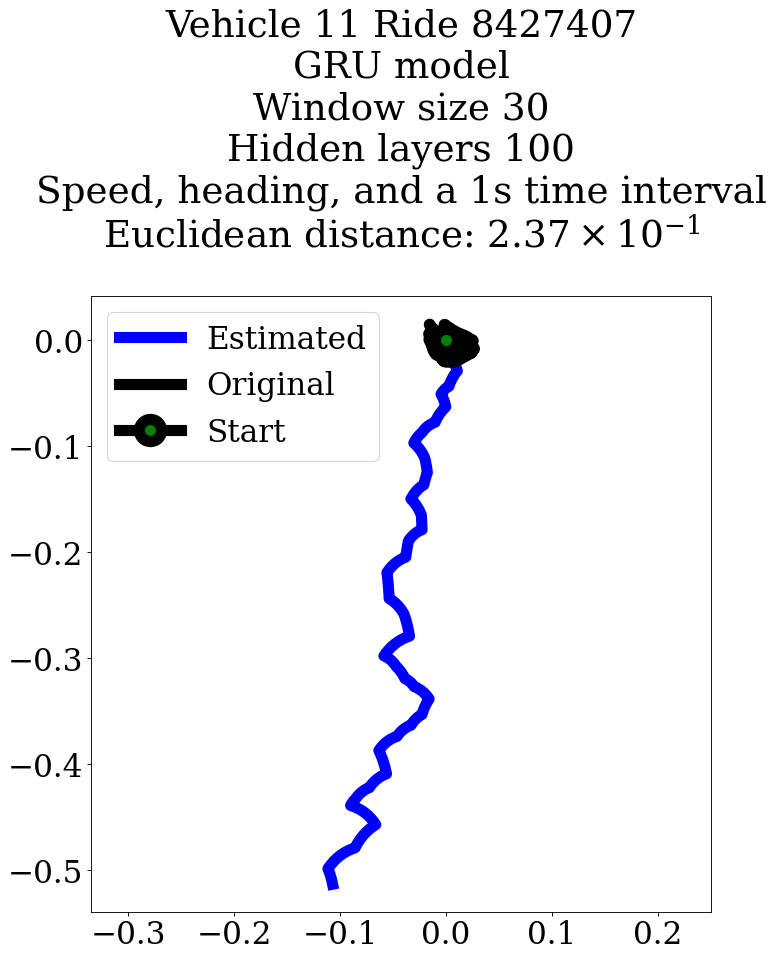 Vehicle 11 Ride 8427407
GRU model
Window size 30
Hidden layers 100
Speed, heading, and a 1s time interval
Euclidean distance: 2.37 × 10⁻¹
Estimated
Original
Start
0.0
−0.1
−0.2
−0.3
−0.4
−0.5
−0.3 −0.2 −0.1 0.0 0.1 0.2